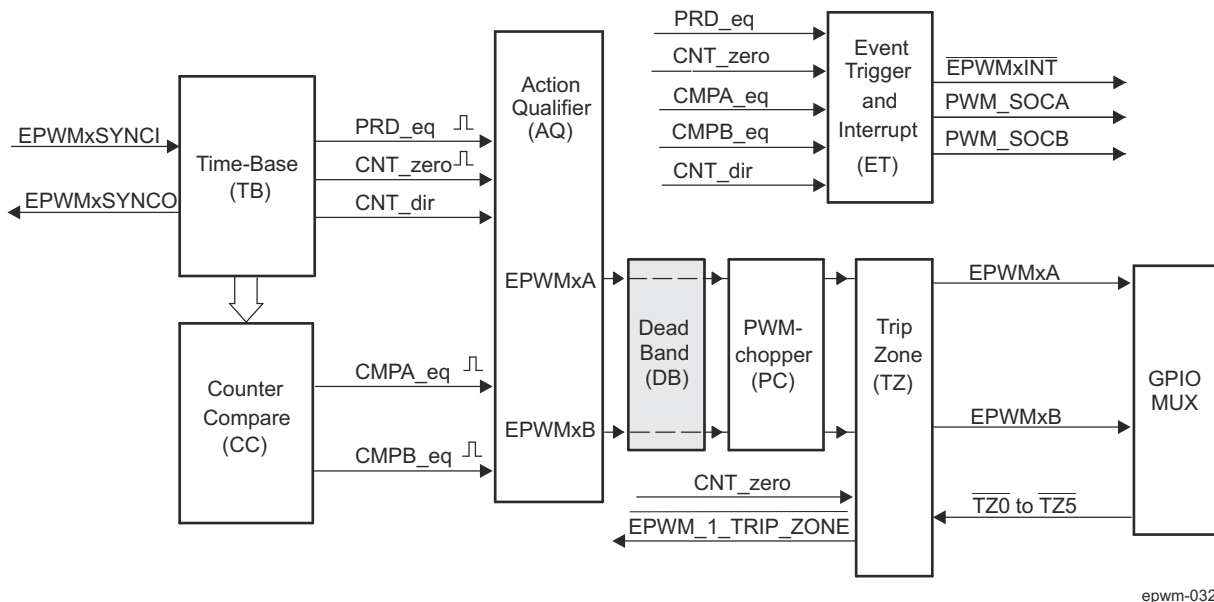 EPWMxSYNCI
EPWMxSYNCO
Time-Base
(TB)
Counter
Compare
(CC)
PRD_eq
CNT_zero
CNT_dir
CMPA_eq
CMPB_eq
Action
Qualifier
(AQ)
EPWMxA
EPWMxB
PRD_eq
CNT_zero
CMPA_eq
CMPB_eq
CNT_dir
Event
Trigger
and
Interrupt
(ET)
EPWMxINT
PWM_SOCA
PWM_SOCB
Dead
Band
(DB)
PWM-
chopper
(PC)
Trip
Zone
(TZ)
CNT_zero
EPWM_1_TRIP_ZONE
EPWMxA
EPWMxB
TZ0 to TZ5
GPIO
MUX
epwm-032